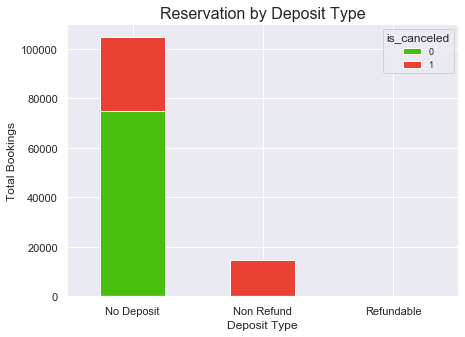 Reservation by Deposit Type
is_canceled
0
1
100000
80000
60000
40000
20000
0
Total Bookings
No Deposit
Non Refund
Refundable
Deposit Type